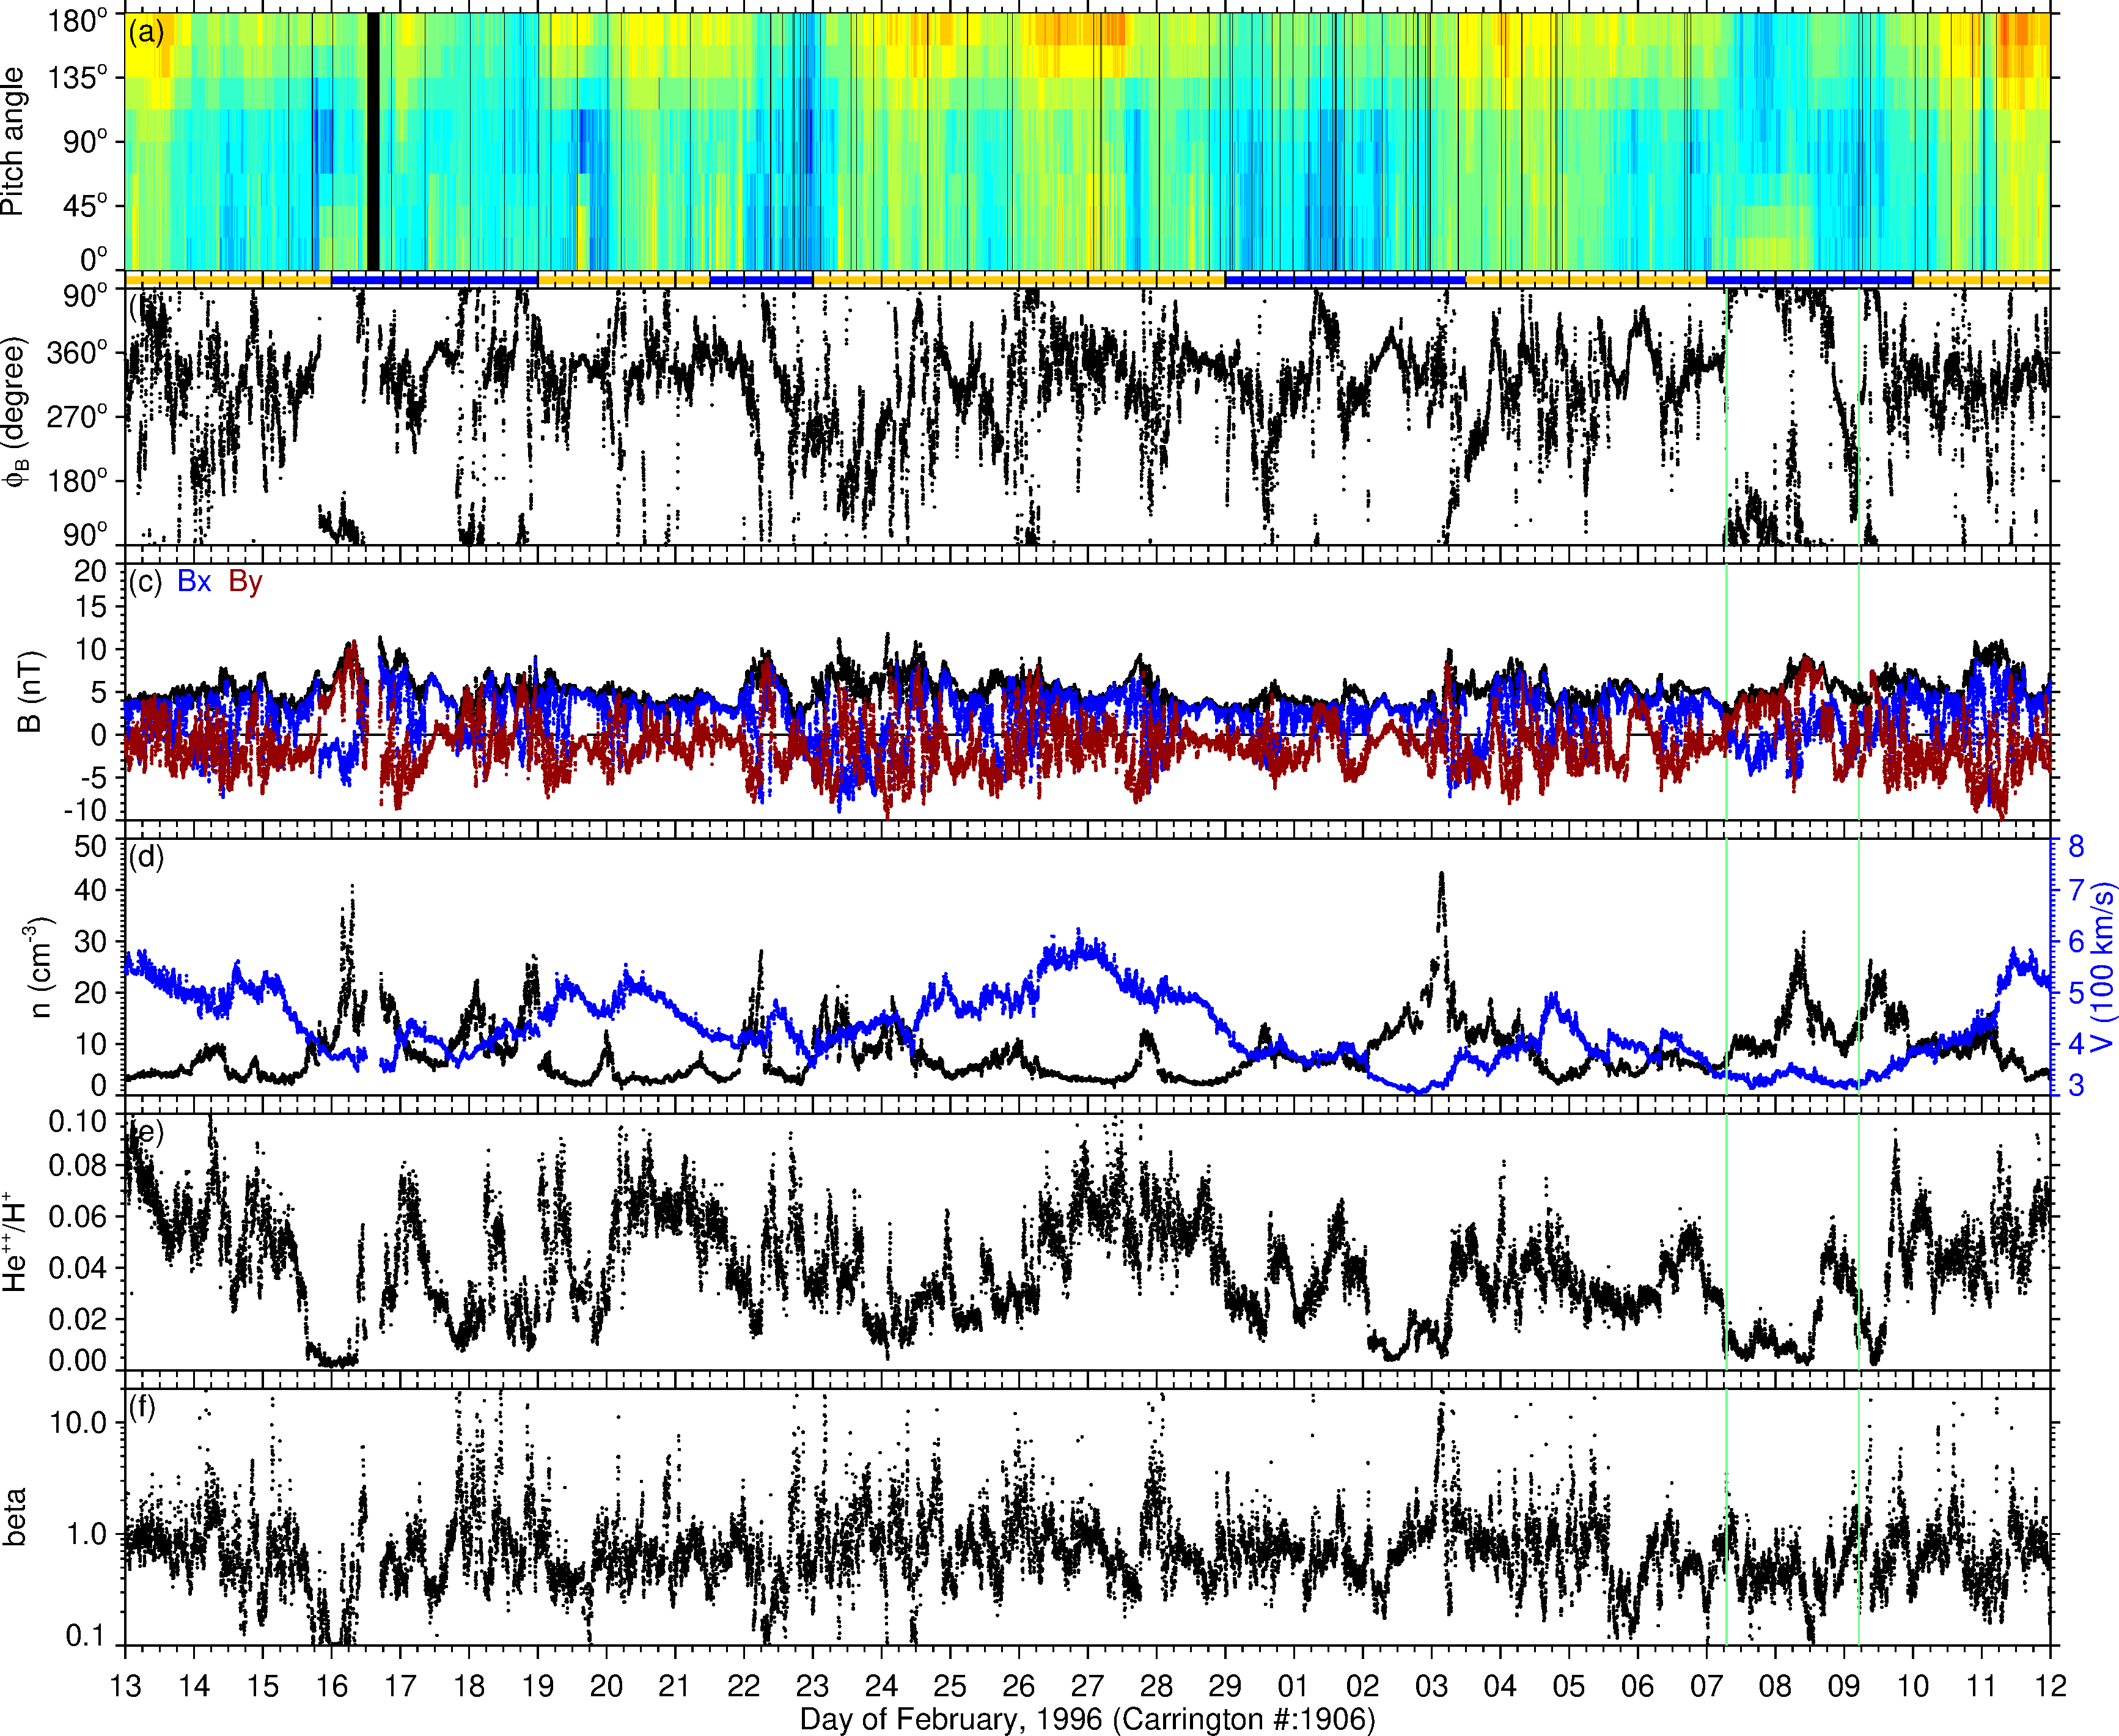 (a)
Pitch angle
180°
135°
90°
45°
0°
(
ϕB (degree)
90°
360°
270°
180°
90°
(c) Bx By
B (nT)
20
15
10
5
0
-5
-10
(d)
n (cm-3)
50
40
30
20
10
0
8
7
6
5
4
3
V (100 km/s)
e)
He++/H+
0.10
0.08
0.06
0.04
0.02
0.00
(f)
beta
10.0
1.0
0.1
13 14 15 16 17 18 19 20 21 22 23 24 25 26 27 28 29 01 02 03 04 05 06 07 08 09 10 11 12
Day of February, 1996 (Carrington #:1906)